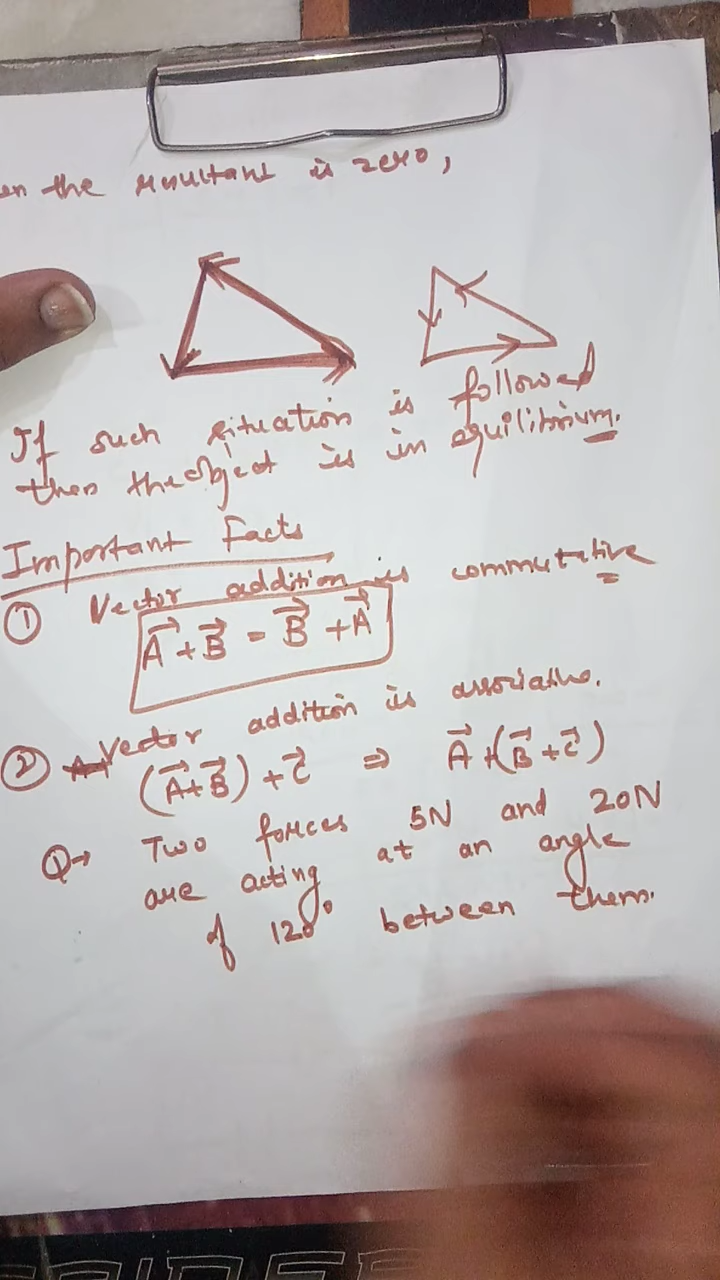 en the resultant is zero,
If such situation is followed
then the object is in equilibrium.
Important Facts
① Vector addition is commutative
A⃗ + B⃗ = B⃗ + A⃗
② Vector addition is associative.
(A⃗+B⃗) + C⃗ ⇒ A⃗ + (B⃗ + C⃗)
Q→ Two forces 5N and 20N
are acting at an angle
of 120° between them.